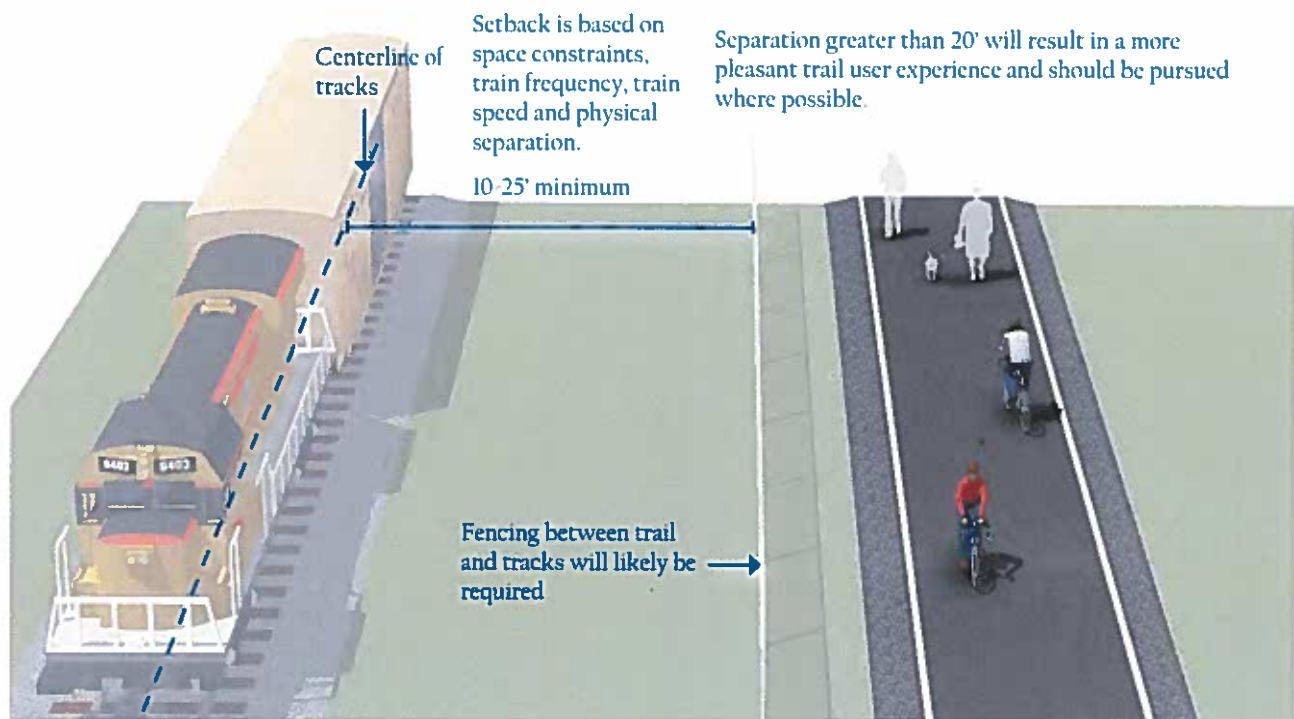 Centerline of
tracks
Setback is based on
space constraints,
train frequency, train
speed and physical
separation.
10-25' minimum
Separation greater than 20' will result in a more
pleasant trail user experience and should be pursued
where possible.
9403 9403
Fencing between trail
and tracks will likely be
required